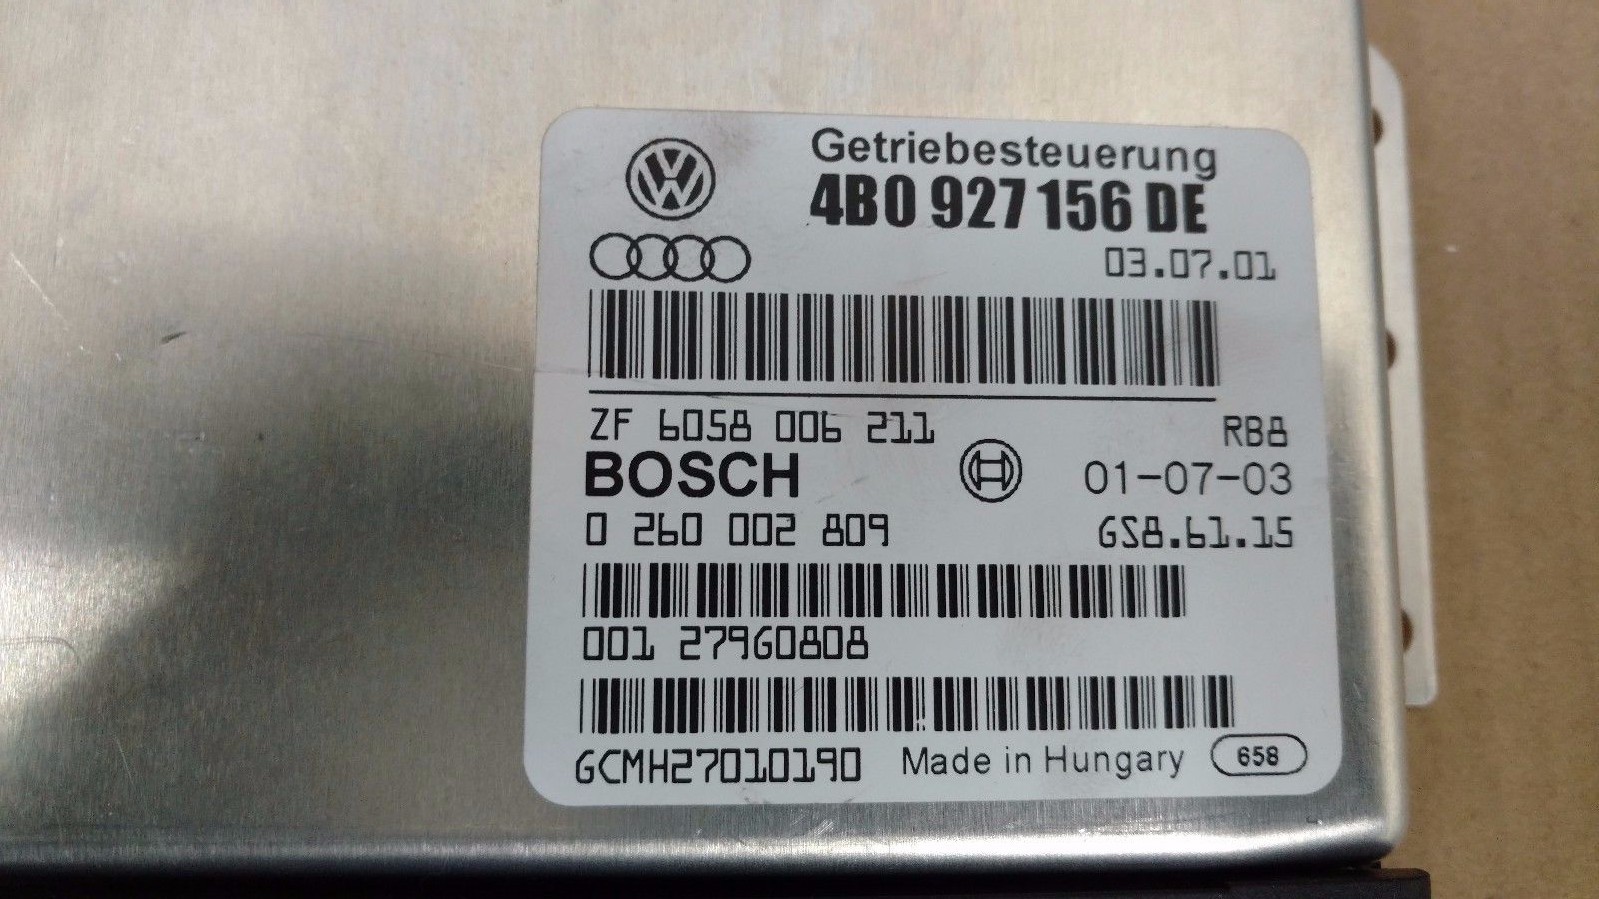 Getriebesteuerung
4B0 927 156 DE
03.07.01
ZF 6058 006 211 RB8
BOSCH 01-07-03
0 260 002 809 GS8.61.15
001 27960808
GCMH27010190 Made in Hungary 658